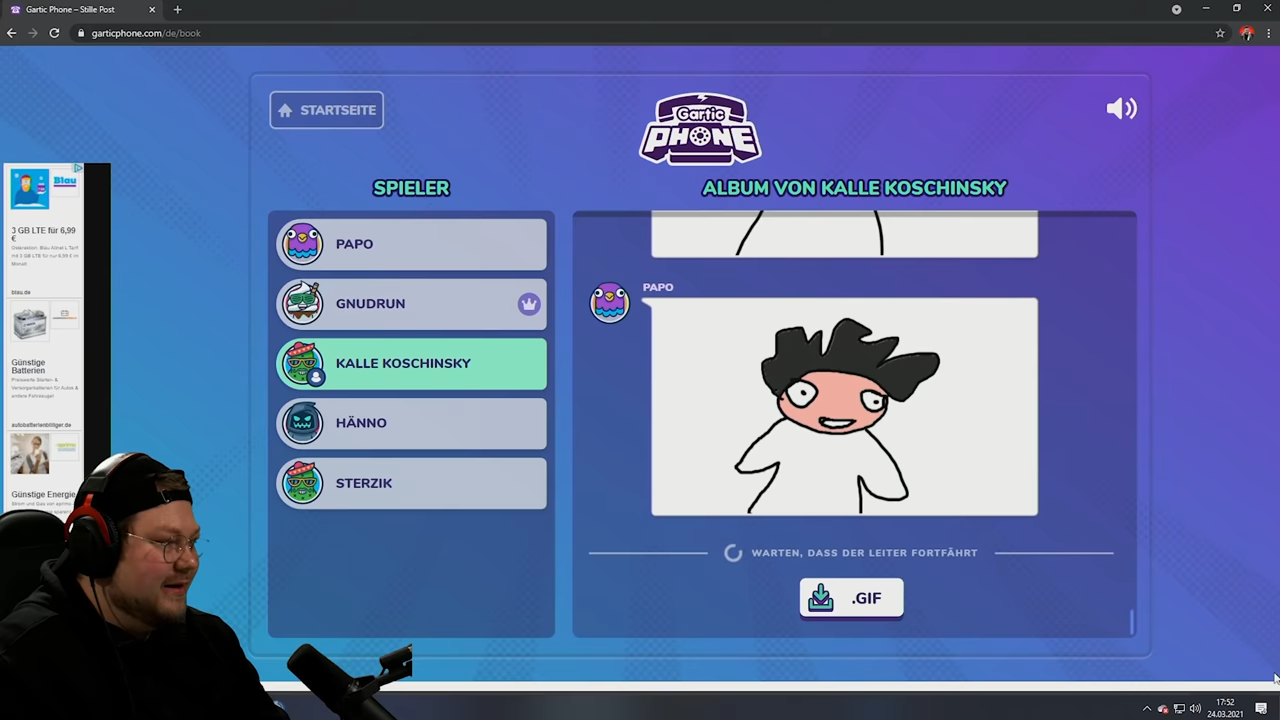 Gartic Phone – Stille Post
garticphone.com/de/book
STARTSEITE
Gartic
PHONE
SPIELER
ALBUM VON KALLE KOSCHINSKY
PAPO
GNUDRUN
KALLE KOSCHINSKY
HÄNNO
STERZIK
PAPO
WARTEN, DASS DER LEITER FORTFÄHRT
.GIF
Blau
3 GB LTE für 6,99
€
blau.de
Günstige
Batterien
autobatterienbilliger.de
Günstige Energie
17:52
24.03.2021